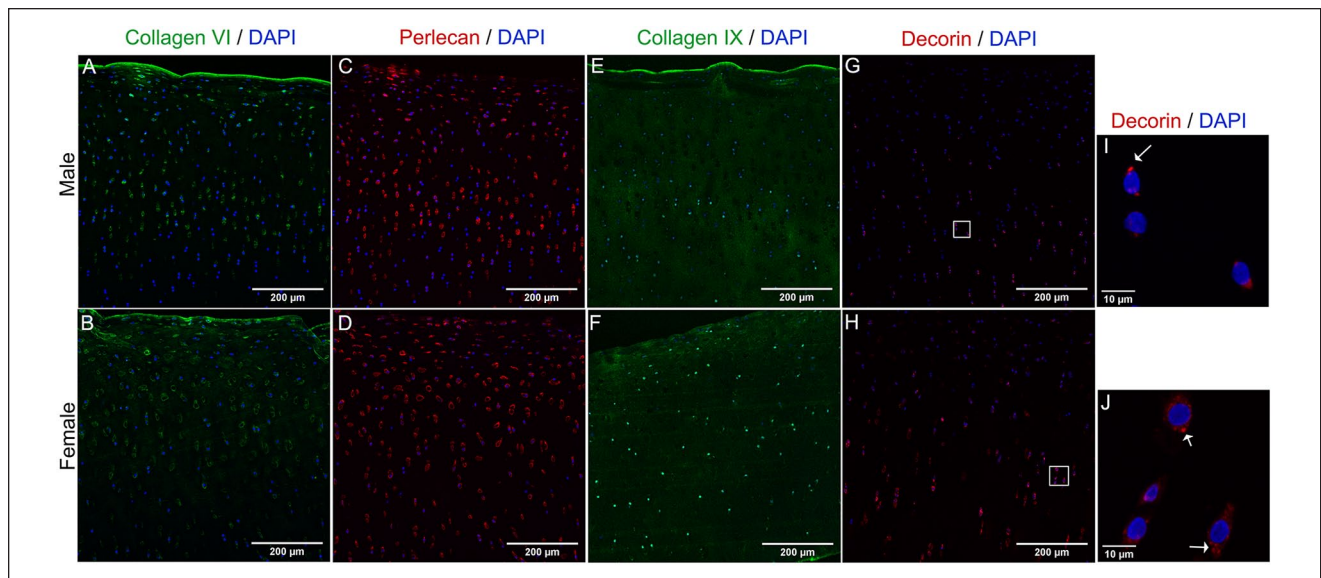 Collagen VI / DAPI
Perlecan / DAPI
Collagen IX / DAPI
Decorin / DAPI
Male
A
200 µm
C
200 µm
E
200 µm
G
200 µm
Decorin / DAPI
I
10 µm
Female
B
200 µm
D
200 µm
F
200 µm
H
200 µm
J
10 µm